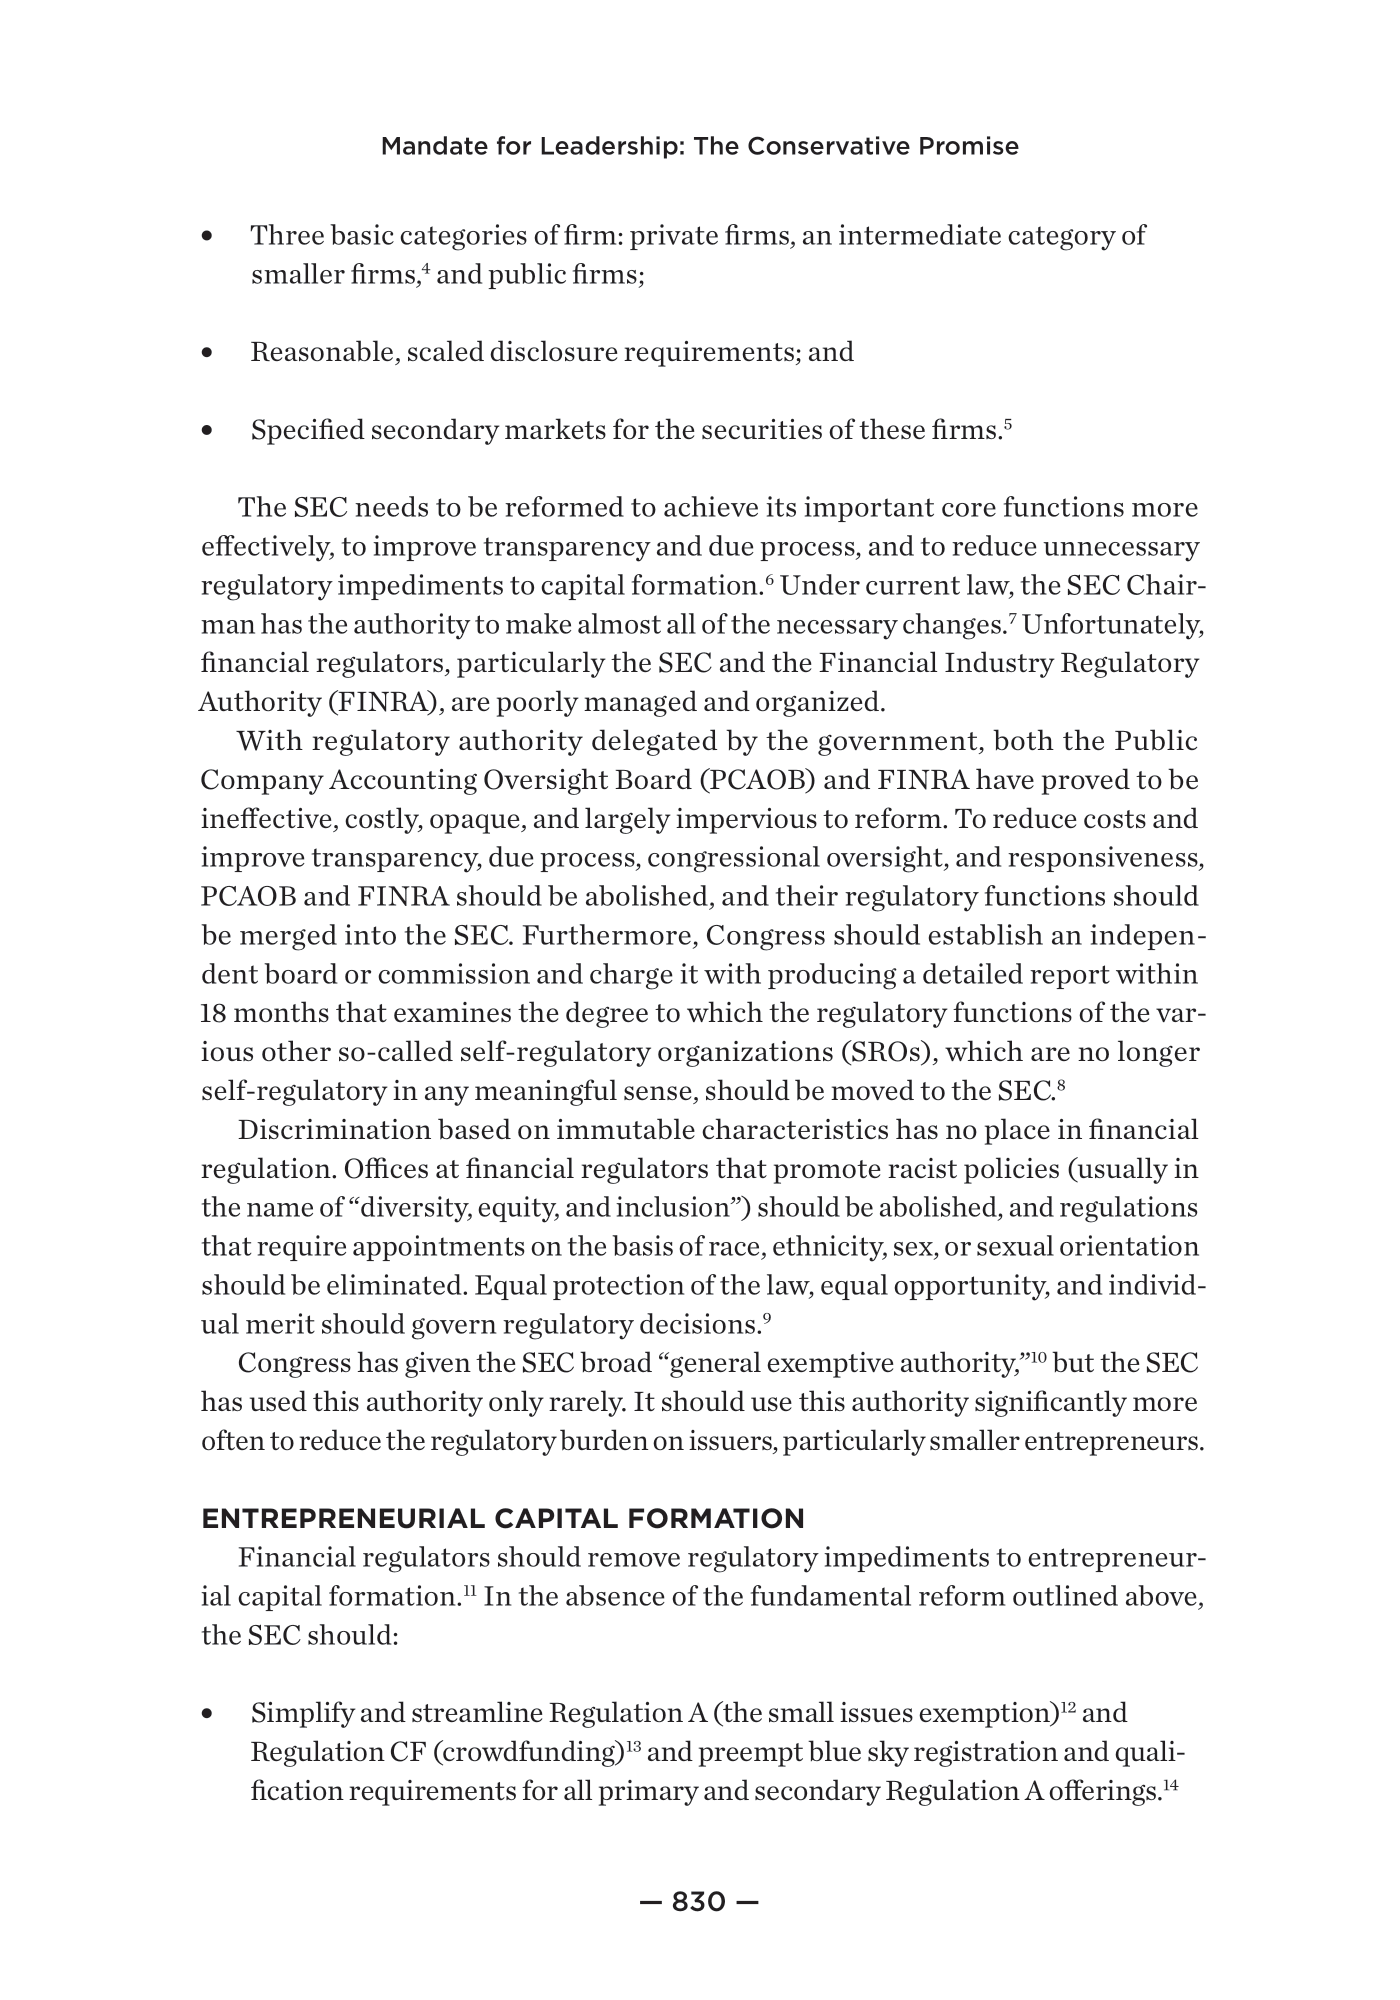 Mandate for Leadership: The Conservative Promise
• Three basic categories of firm: private firms, an intermediate category of
smaller firms,⁴ and public firms;
• Reasonable, scaled disclosure requirements; and
• Specified secondary markets for the securities of these firms.⁵
The SEC needs to be reformed to achieve its important core functions more
effectively, to improve transparency and due process, and to reduce unnecessary
regulatory impediments to capital formation.⁶ Under current law, the SEC Chair-
man has the authority to make almost all of the necessary changes.⁷ Unfortunately,
financial regulators, particularly the SEC and the Financial Industry Regulatory
Authority (FINRA), are poorly managed and organized.
With regulatory authority delegated by the government, both the Public
Company Accounting Oversight Board (PCAOB) and FINRA have proved to be
ineffective, costly, opaque, and largely impervious to reform. To reduce costs and
improve transparency, due process, congressional oversight, and responsiveness,
PCAOB and FINRA should be abolished, and their regulatory functions should
be merged into the SEC. Furthermore, Congress should establish an indepen-
dent board or commission and charge it with producing a detailed report within
18 months that examines the degree to which the regulatory functions of the var-
ious other so-called self-regulatory organizations (SROs), which are no longer
self-regulatory in any meaningful sense, should be moved to the SEC.⁸
Discrimination based on immutable characteristics has no place in financial
regulation. Offices at financial regulators that promote racist policies (usually in
the name of “diversity, equity, and inclusion”) should be abolished, and regulations
that require appointments on the basis of race, ethnicity, sex, or sexual orientation
should be eliminated. Equal protection of the law, equal opportunity, and individ-
ual merit should govern regulatory decisions.⁹
Congress has given the SEC broad “general exemptive authority,”¹⁰ but the SEC
has used this authority only rarely. It should use this authority significantly more
often to reduce the regulatory burden on issuers, particularly smaller entrepreneurs.
ENTREPRENEURIAL CAPITAL FORMATION
Financial regulators should remove regulatory impediments to entrepreneur-
ial capital formation.¹¹ In the absence of the fundamental reform outlined above,
the SEC should:
• Simplify and streamline Regulation A (the small issues exemption)¹² and
Regulation CF (crowdfunding)¹³ and preempt blue sky registration and quali-
fication requirements for all primary and secondary Regulation A offerings.¹⁴
— 830 —